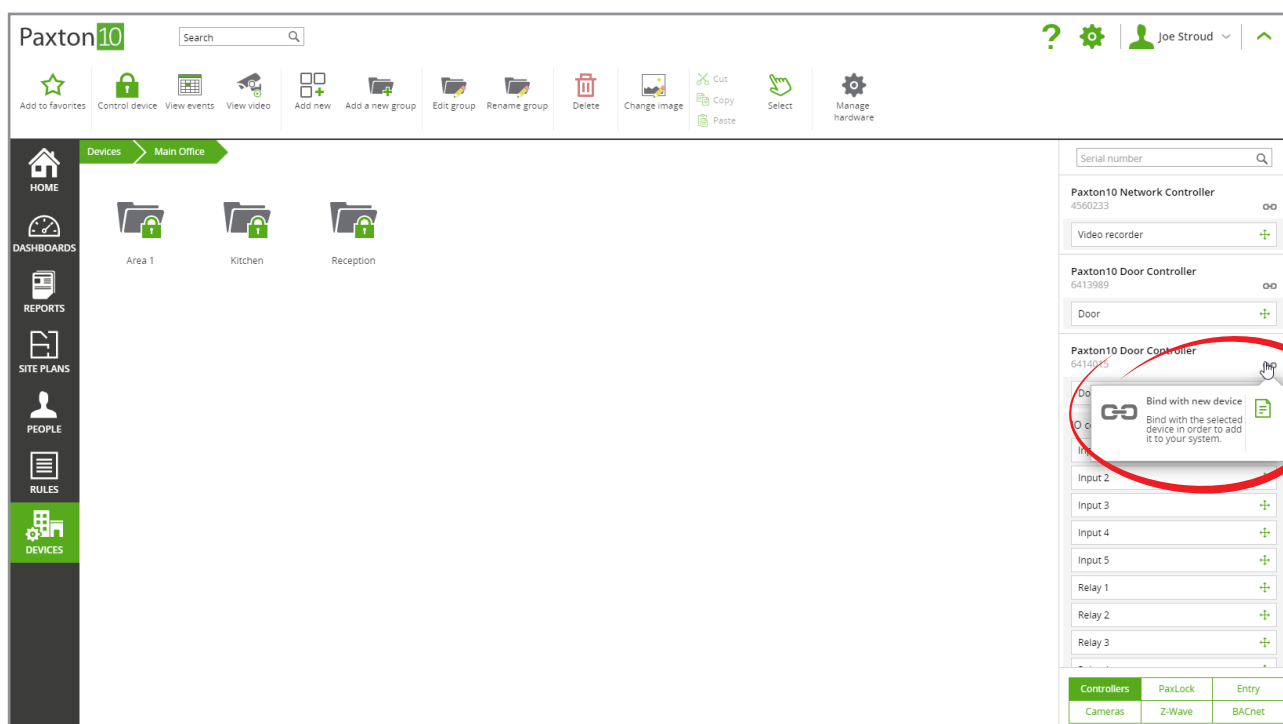 Paxton10
Search
Joe Stroud
Add to favorites
Control device
View events
View video
Add new
Add a new group
Edit group
Rename group
Delete
Change image
Cut
Copy
Paste
Select
Manage
hardware
HOME
DASHBOARDS
REPORTS
SITE PLANS
PEOPLE
RULES
DEVICES
Devices
Main Office
Area 1
Kitchen
Reception
Serial number
Paxton10 Network Controller
4560233
Video recorder
Paxton10 Door Controller
6413989
Door
Paxton10 Door Controller
6414015
Bind with new device
Bind with the selected
device in order to add
it to your system.
Input 2
Input 3
Input 4
Input 5
Relay 1
Relay 2
Relay 3
Controllers
PaxLock
Entry
Cameras
Z-Wave
BACnet